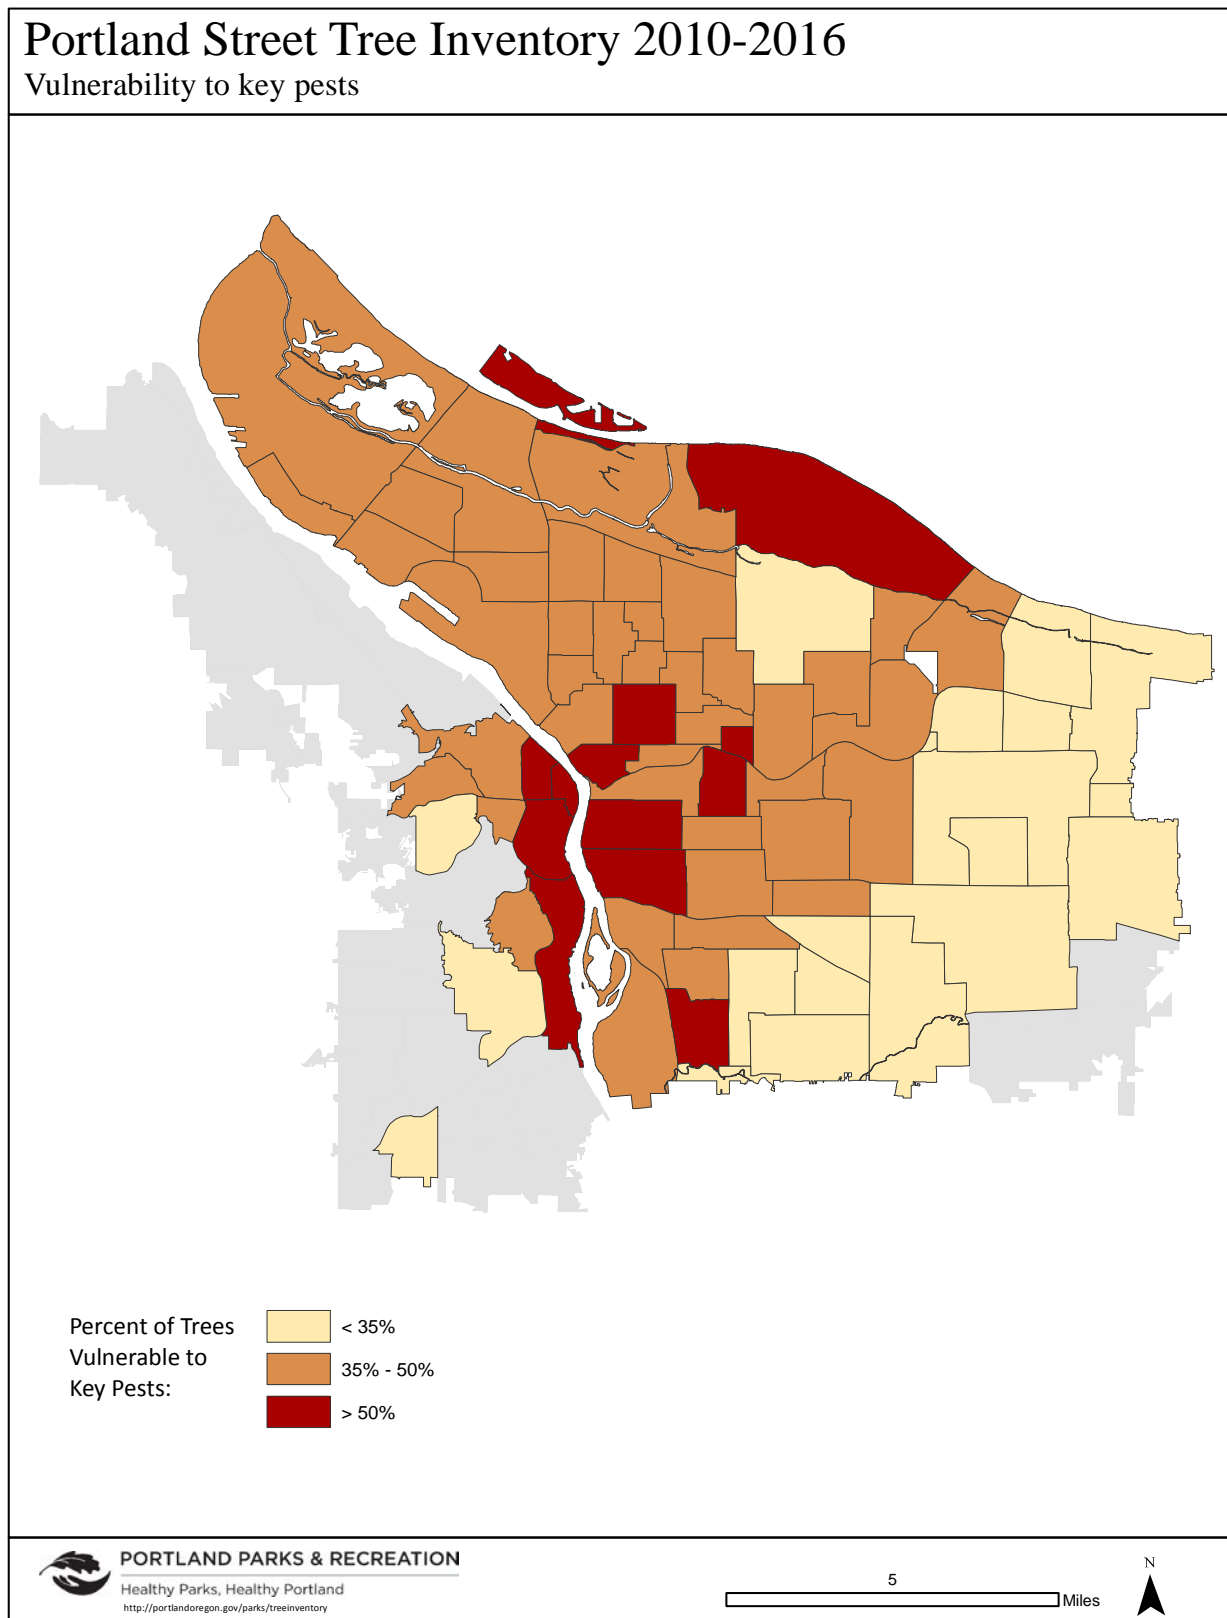 Portland Street Tree Inventory 2010-2016
Vulnerability to key pests
Percent of Trees
Vulnerable to
Key Pests:
< 35%
35% - 50%
> 50%
PORTLAND PARKS & RECREATION
Healthy Parks, Healthy Portland
http://portlandoregon.gov/parks/treeinventory
5
Miles
N